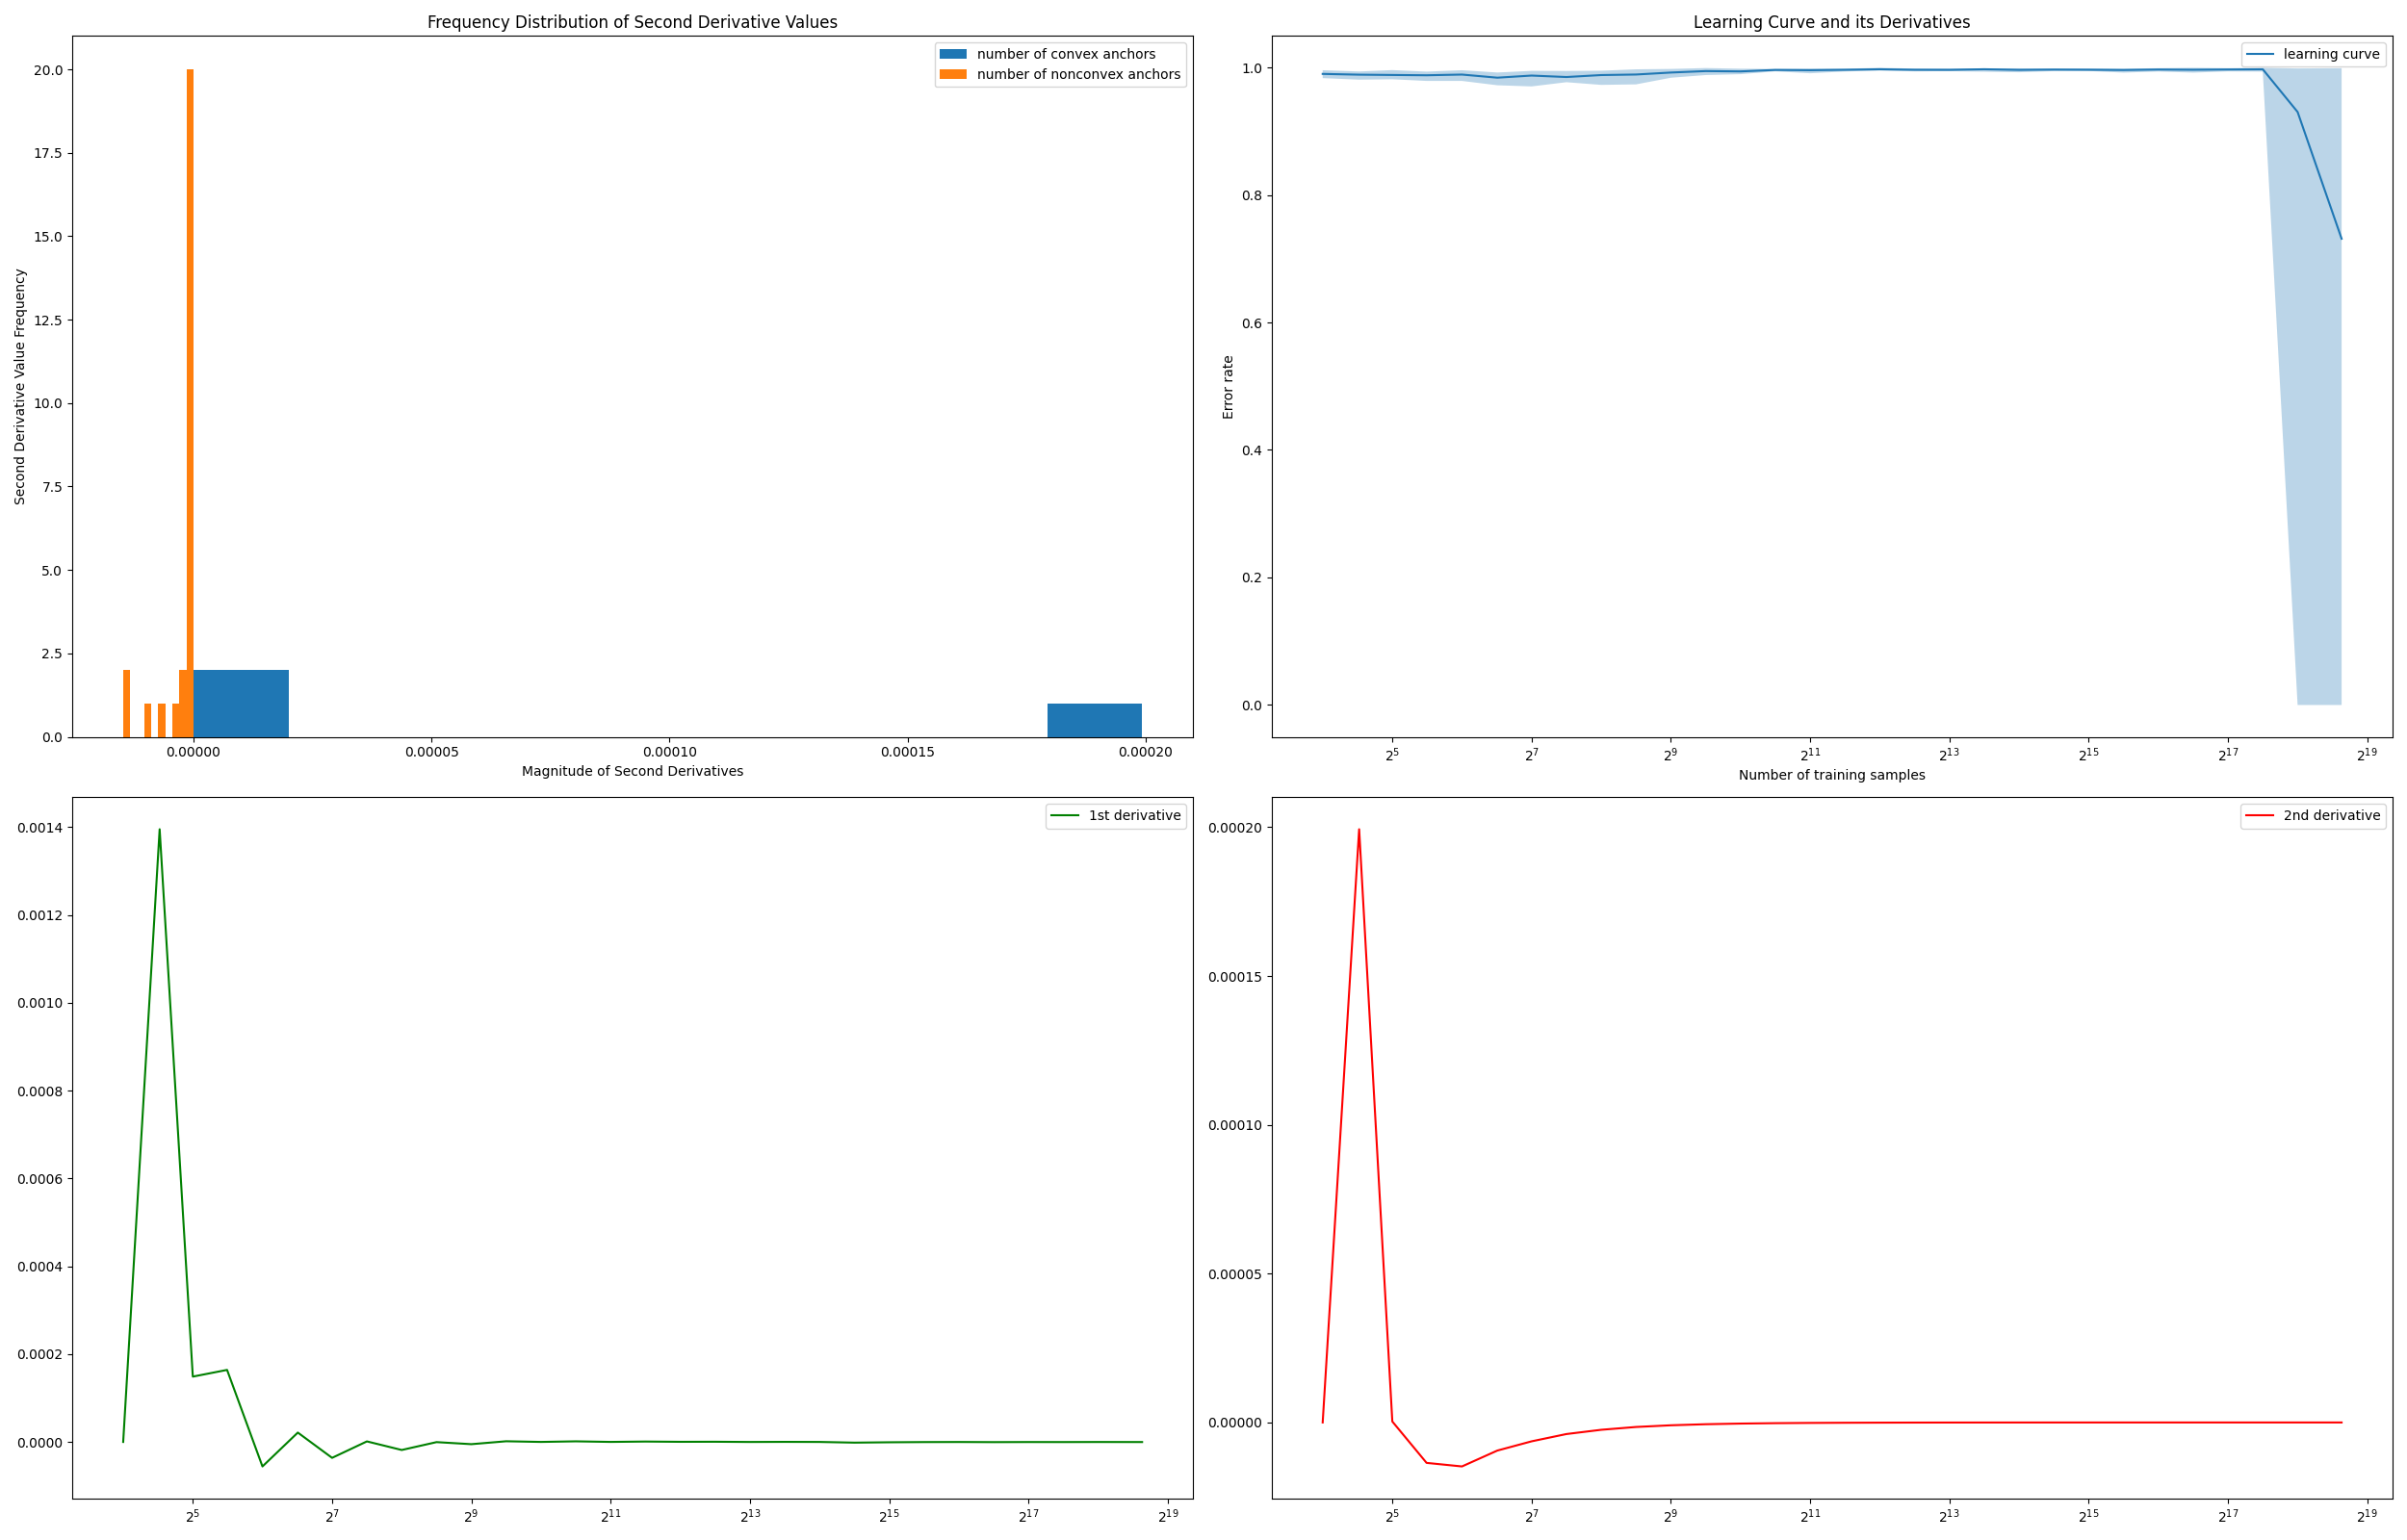 Frequency Distribution of Second Derivative Values
number of convex anchors
number of nonconvex anchors
Second Derivative Value Frequency
20.0
17.5
15.0
12.5
10.0
7.5
5.0
2.5
0.0
0.00000 0.00005 0.00010 0.00015 0.00020
Magnitude of Second Derivatives
Learning Curve and its Derivatives
learning curve
Error rate
1.0
0.8
0.6
0.4
0.2
0.0
2^5 2^7 2^9 2^11 2^13 2^15 2^17 2^19
Number of training samples
1st derivative
0.0014
0.0012
0.0010
0.0008
0.0006
0.0004
0.0002
0.0000
2^5 2^7 2^9 2^11 2^13 2^15 2^17 2^19
2nd derivative
0.00020
0.00015
0.00010
0.00005
0.00000
2^5 2^7 2^9 2^11 2^13 2^15 2^17 2^19